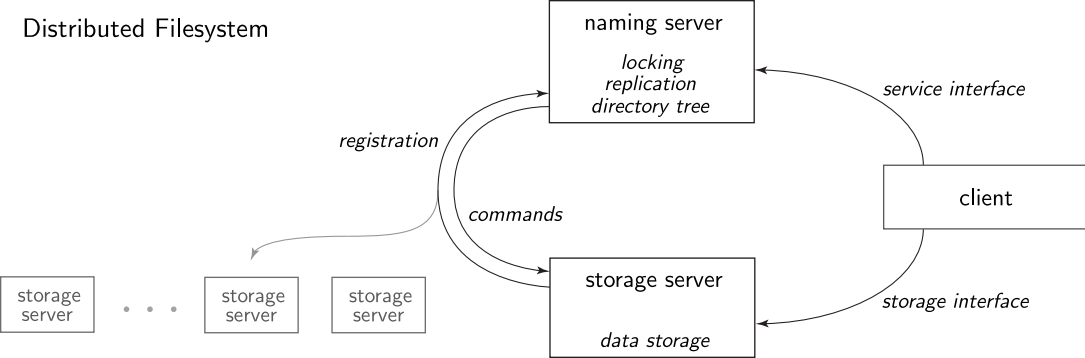 Distributed Filesystem
naming server
locking
replication
directory tree
service interface
registration
client
commands
storage server
data storage
storage interface
storage
server
storage
server
storage
server